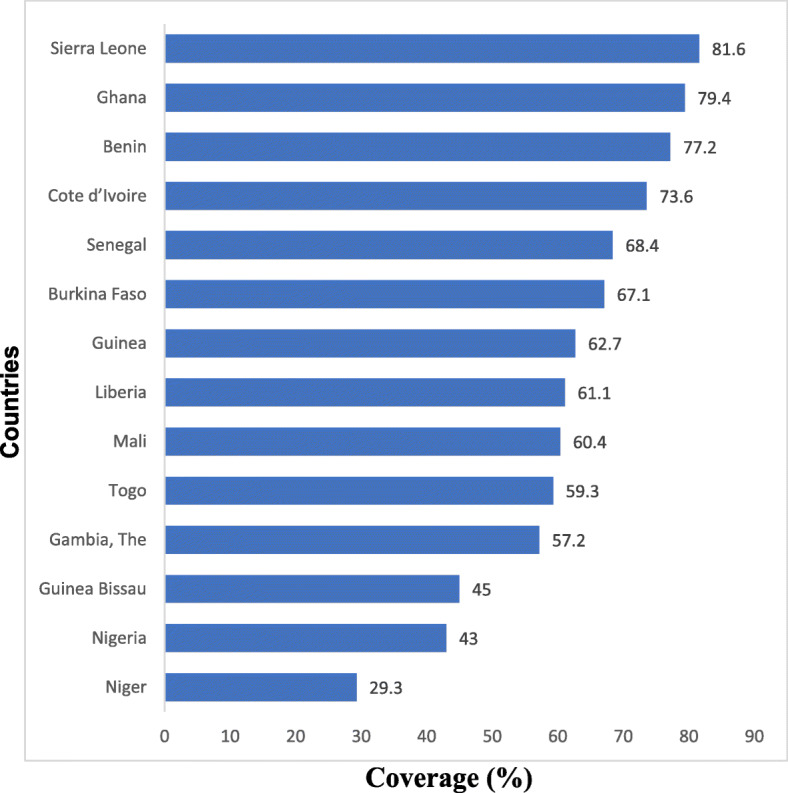 Sierra Leone 81.6
Ghana 79.4
Benin 77.2
Cote d’Ivoire 73.6
Senegal 68.4
Burkina Faso 67.1
Guinea 62.7
Liberia 61.1
Mali 60.4
Togo 59.3
Gambia, The 57.2
Guinea Bissau 45
Nigeria 43
Niger 29.3
0 10 20 30 40 50 60 70 80 90
Coverage (%)
Countries